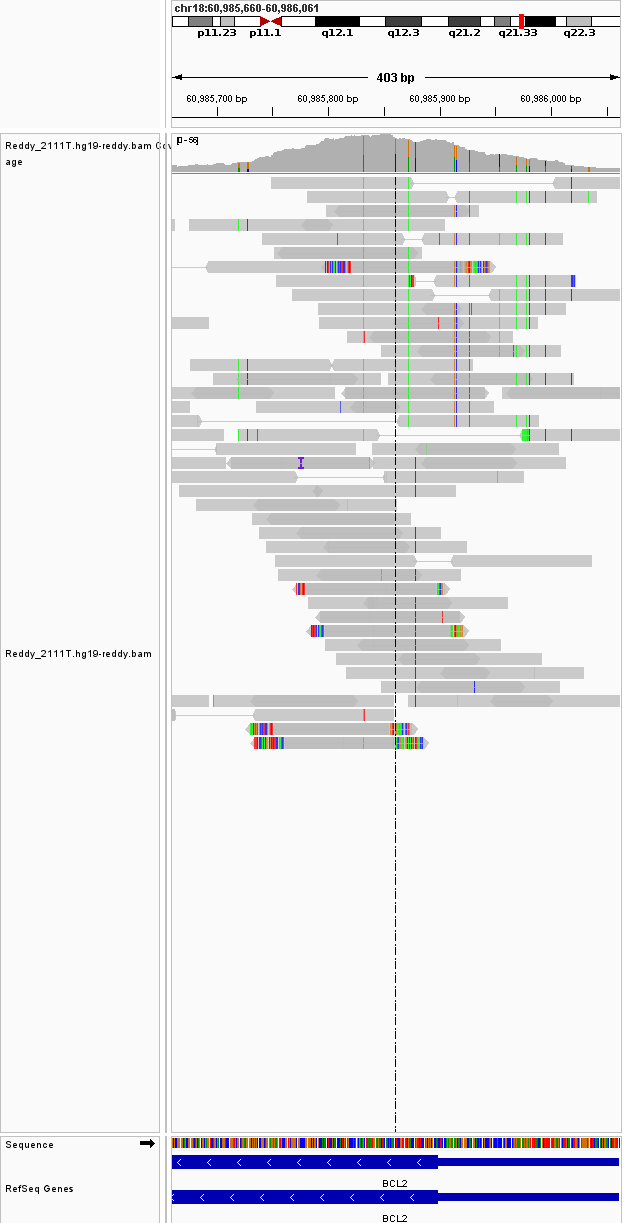 chr18:60,985,660-60,986,061
p11.23 p11.1 q12.1 q12.3 q21.2 q21.33 q22.3
403 bp
60,985,700 bp 60,985,800 bp 60,985,900 bp 60,986,000 bp
Reddy_2111T.hg19-reddy.bam Cov
age
Reddy_2111T.hg19-reddy.bam
Sequence
RefSeq Genes
BCL2
BCL2